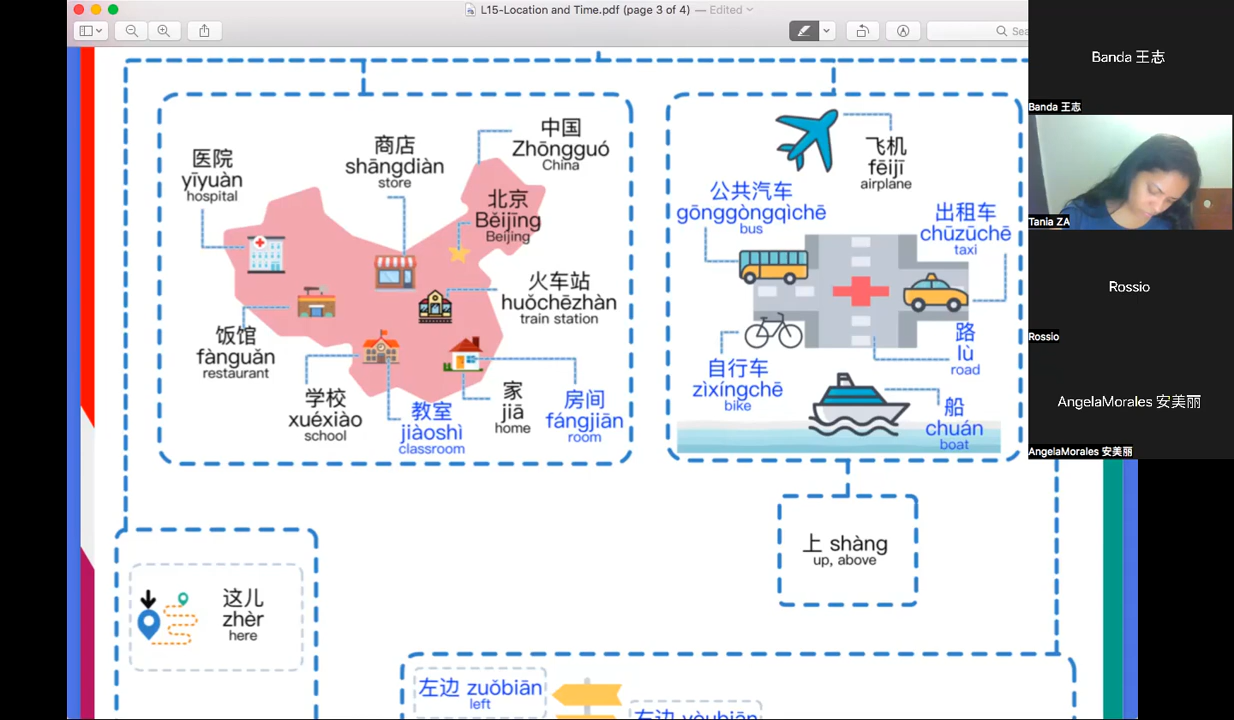 L15-Location and Time.pdf (page 3 of 4) — Edited
Sea
医院
yīyuàn
hospital
商店
shāngdiàn
store
中国
Zhōngguó
China
北京
Běijīng
Beijing
火车站
huǒchēzhàn
train station
饭馆
fànguǎn
restaurant
学校
xuéxiào
school
教室
jiàoshì
classroom
家
jiā
home
房间
fángjiān
room
飞机
fēijī
airplane
公共汽车
gōnggòngqìchē
bus
出租车
chūzūchē
taxi
自行车
zìxíngchē
bike
路
lù
road
船
chuán
boat
上 shàng
up, above
这儿
zhèr
here
左边 zuǒbiān
left
Banda 王志
Banda 王志
Tania ZA
Rossio
Rossio
AngelaMorales 安美丽
AngelaMorales 安美丽